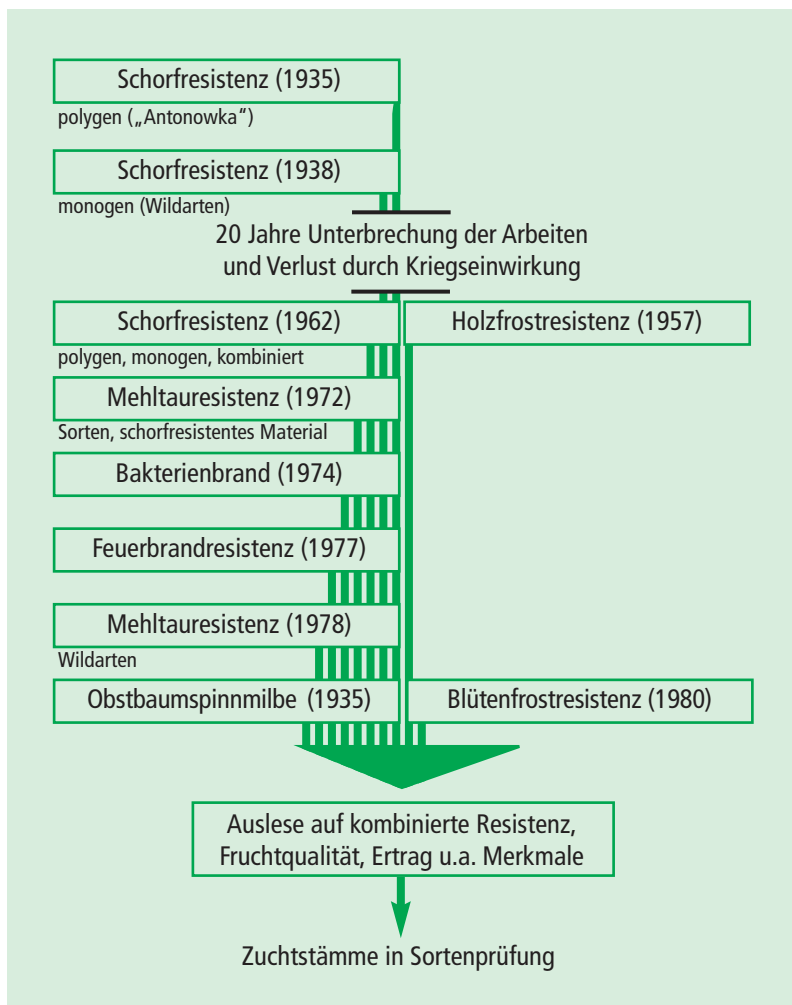 Schorfresistenz (1935)
polygen („Antonowka“)
Schorfresistenz (1938)
monogen (Wildarten)
20 Jahre Unterbrechung der Arbeiten
und Verlust durch Kriegseinwirkung
Schorfresistenz (1962)
Holzfrostresistenz (1957)
polygen, monogen, kombiniert
Mehltauresistenz (1972)
Sorten, schorfresistentes Material
Bakterienbrand (1974)
Feuerbrandresistenz (1977)
Mehltauresistenz (1978)
Wildarten
Obstbaumspinnmilbe (1935)
Blütenfrostresistenz (1980)
Auslese auf kombinierte Resistenz,
Fruchtqualität, Ertrag u.a. Merkmale
Zuchtstämme in Sortenprüfung